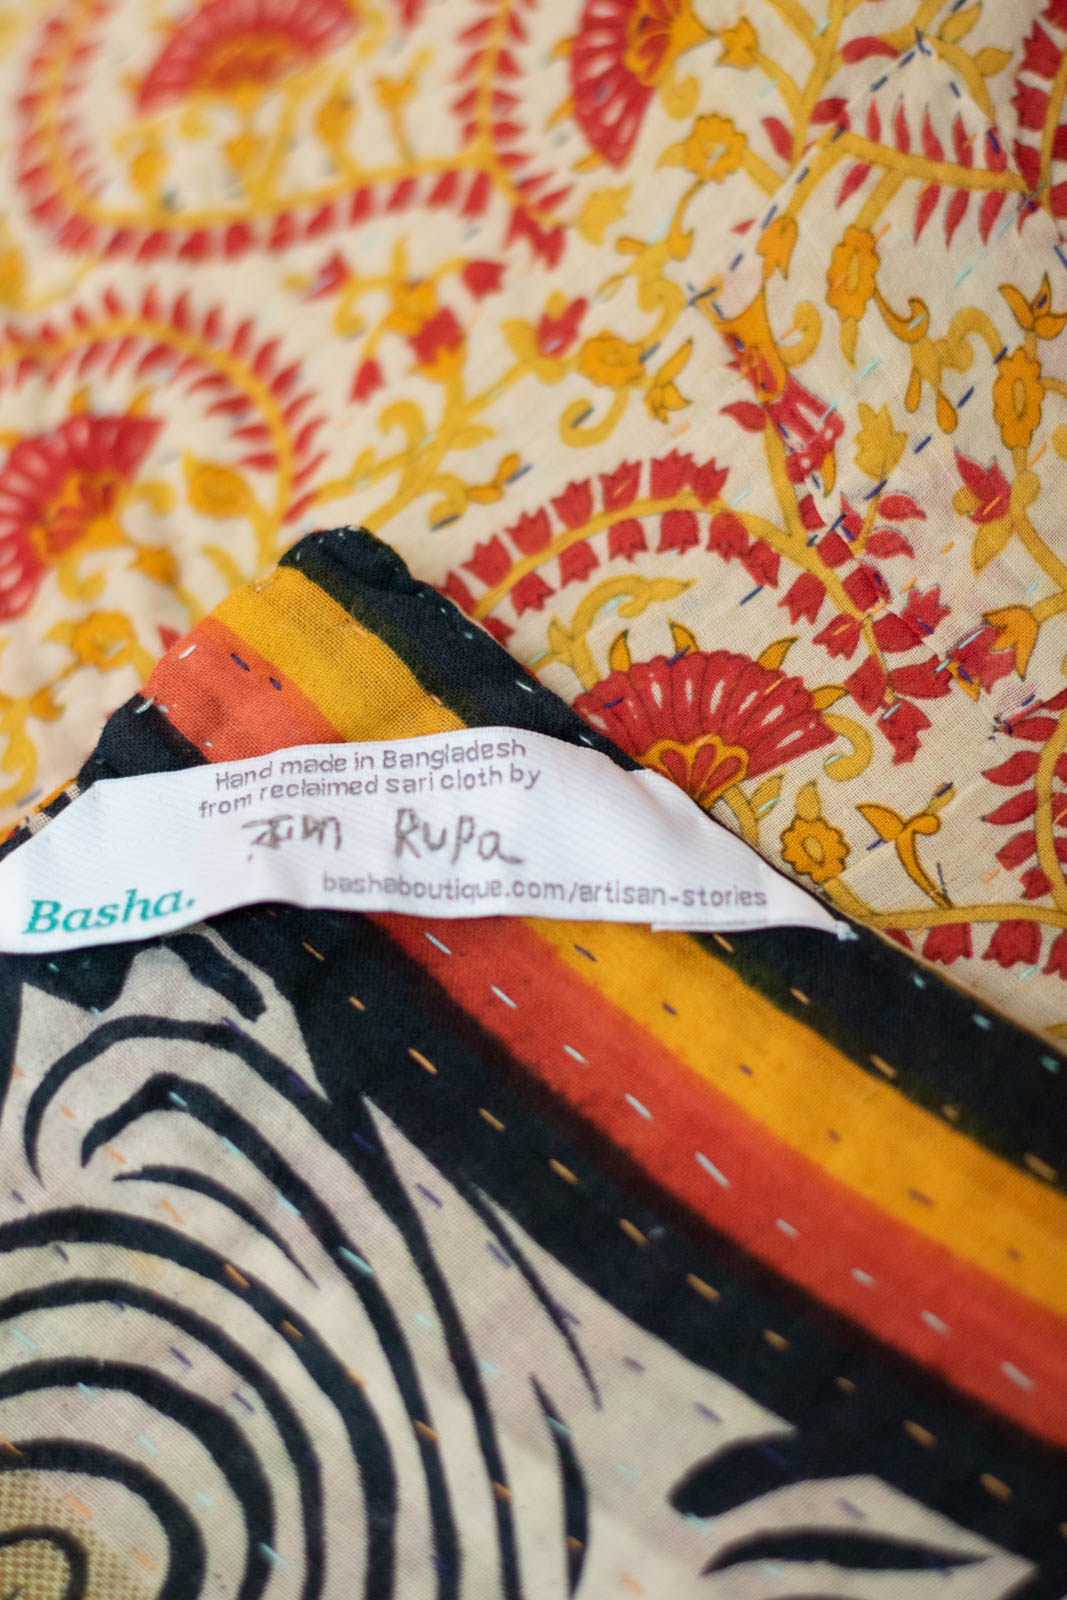 Hand made in Bangladesh
from reclaimed sari cloth by
Rupa
bashaboutique.com/artisan-stories
Basha.